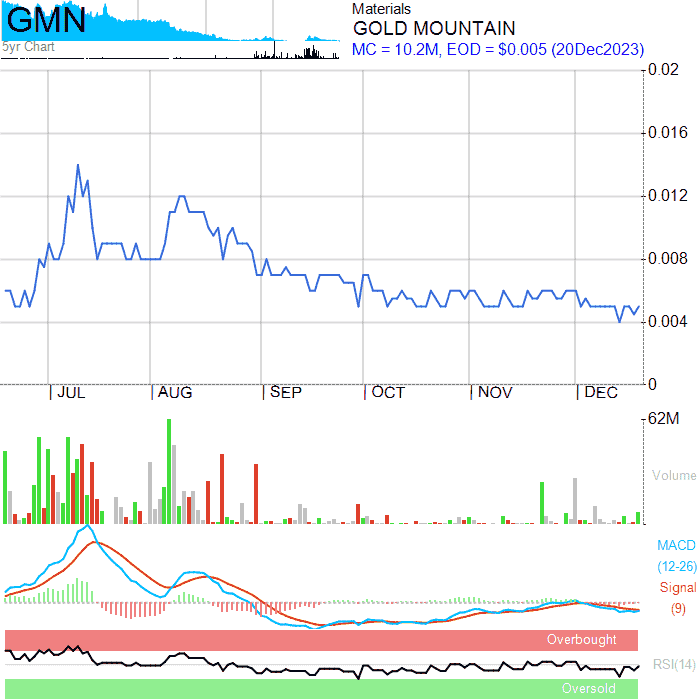 GMN
5yr Chart
Materials
GOLD MOUNTAIN
MC = 10.2M, EOD = $0.005 (20Dec2023)
0.02
0.016
0.012
0.008
0.004
0
JUL AUG SEP OCT NOV DEC
62M
Volume
MACD
(12-26)
Signal
(9)
Overbought
RSI(14)
Oversold